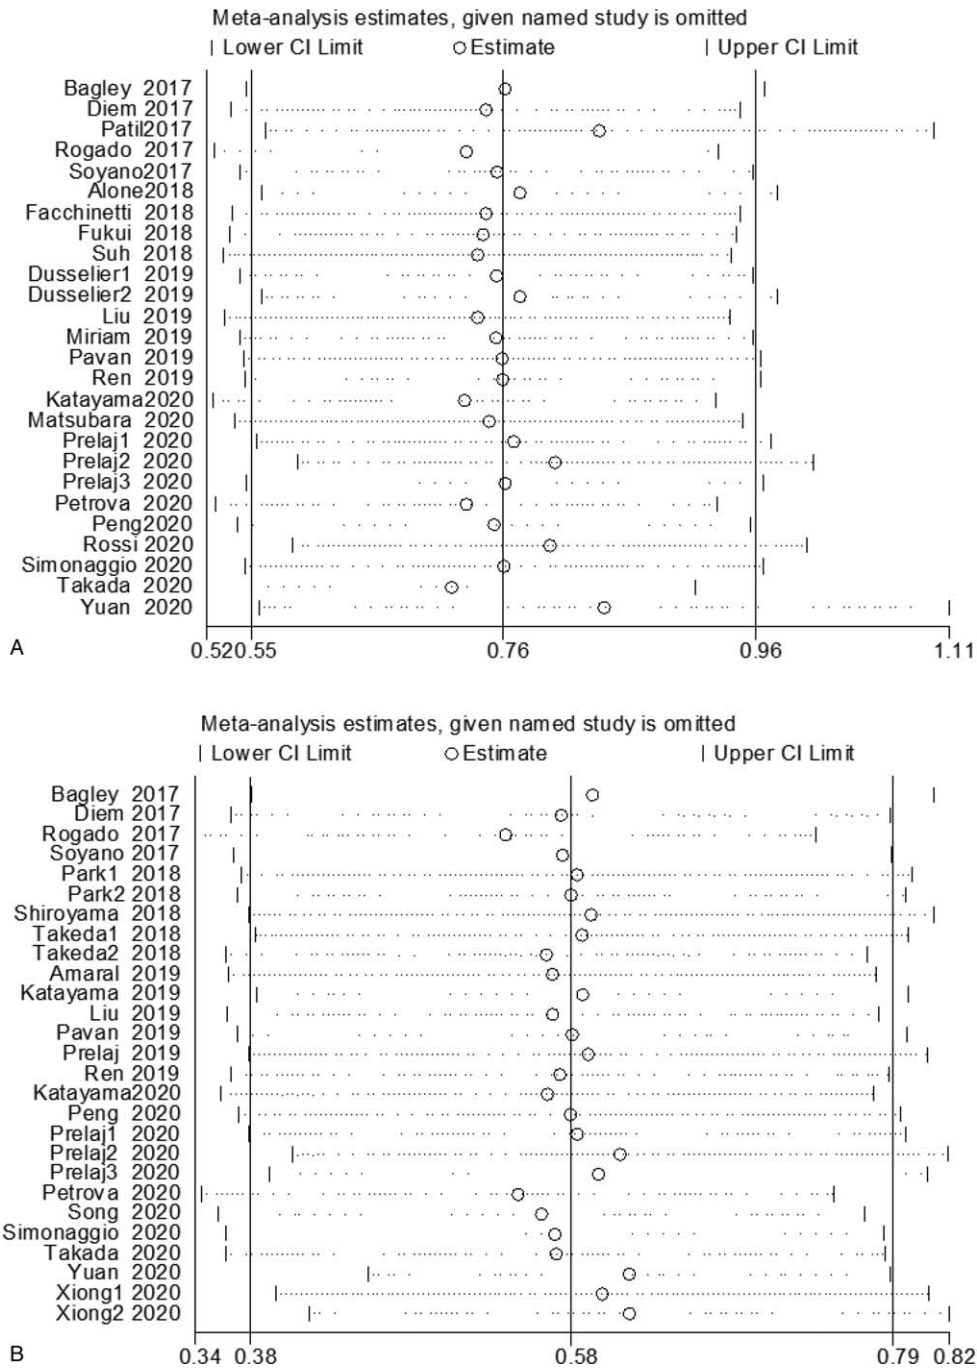 Meta-analysis estimates, given named study is omitted
| Lower CI Limit ○ Estimate | Upper CI Limit
Bagley 2017
Diem 2017
Patil2017
Rogado 2017
Soyano2017
Alone2018
Facchinetti 2018
Fukui 2018
Suh 2018
Dusselier1 2019
Dusselier2 2019
Liu 2019
Miriam 2019
Pavan 2019
Ren 2019
Katayama2020
Matsubara 2020
Prelaj1 2020
Prelaj2 2020
Prelaj3 2020
Petrova 2020
Peng2020
Rossi 2020
Simonaggio 2020
Takada 2020
Yuan 2020
A
0.52 0.55 0.76 0.96 1.11
Meta-analysis estimates, given named study is omitted
| Lower CI Limit ○ Estimate | Upper CI Limit
Bagley 2017
Diem 2017
Rogado 2017
Soyano 2017
Park1 2018
Park2 2018
Shiroyama 2018
Takeda1 2018
Takeda2 2018
Amaral 2019
Katayama 2019
Liu 2019
Pavan 2019
Prelaj 2019
Ren 2019
Katayama2020
Peng 2020
Prelaj1 2020
Prelaj2 2020
Prelaj3 2020
Petrova 2020
Song 2020
Simonaggio 2020
Takada 2020
Yuan 2020
Xiong1 2020
Xiong2 2020
B
0.34 0.38 0.58 0.79 0.82